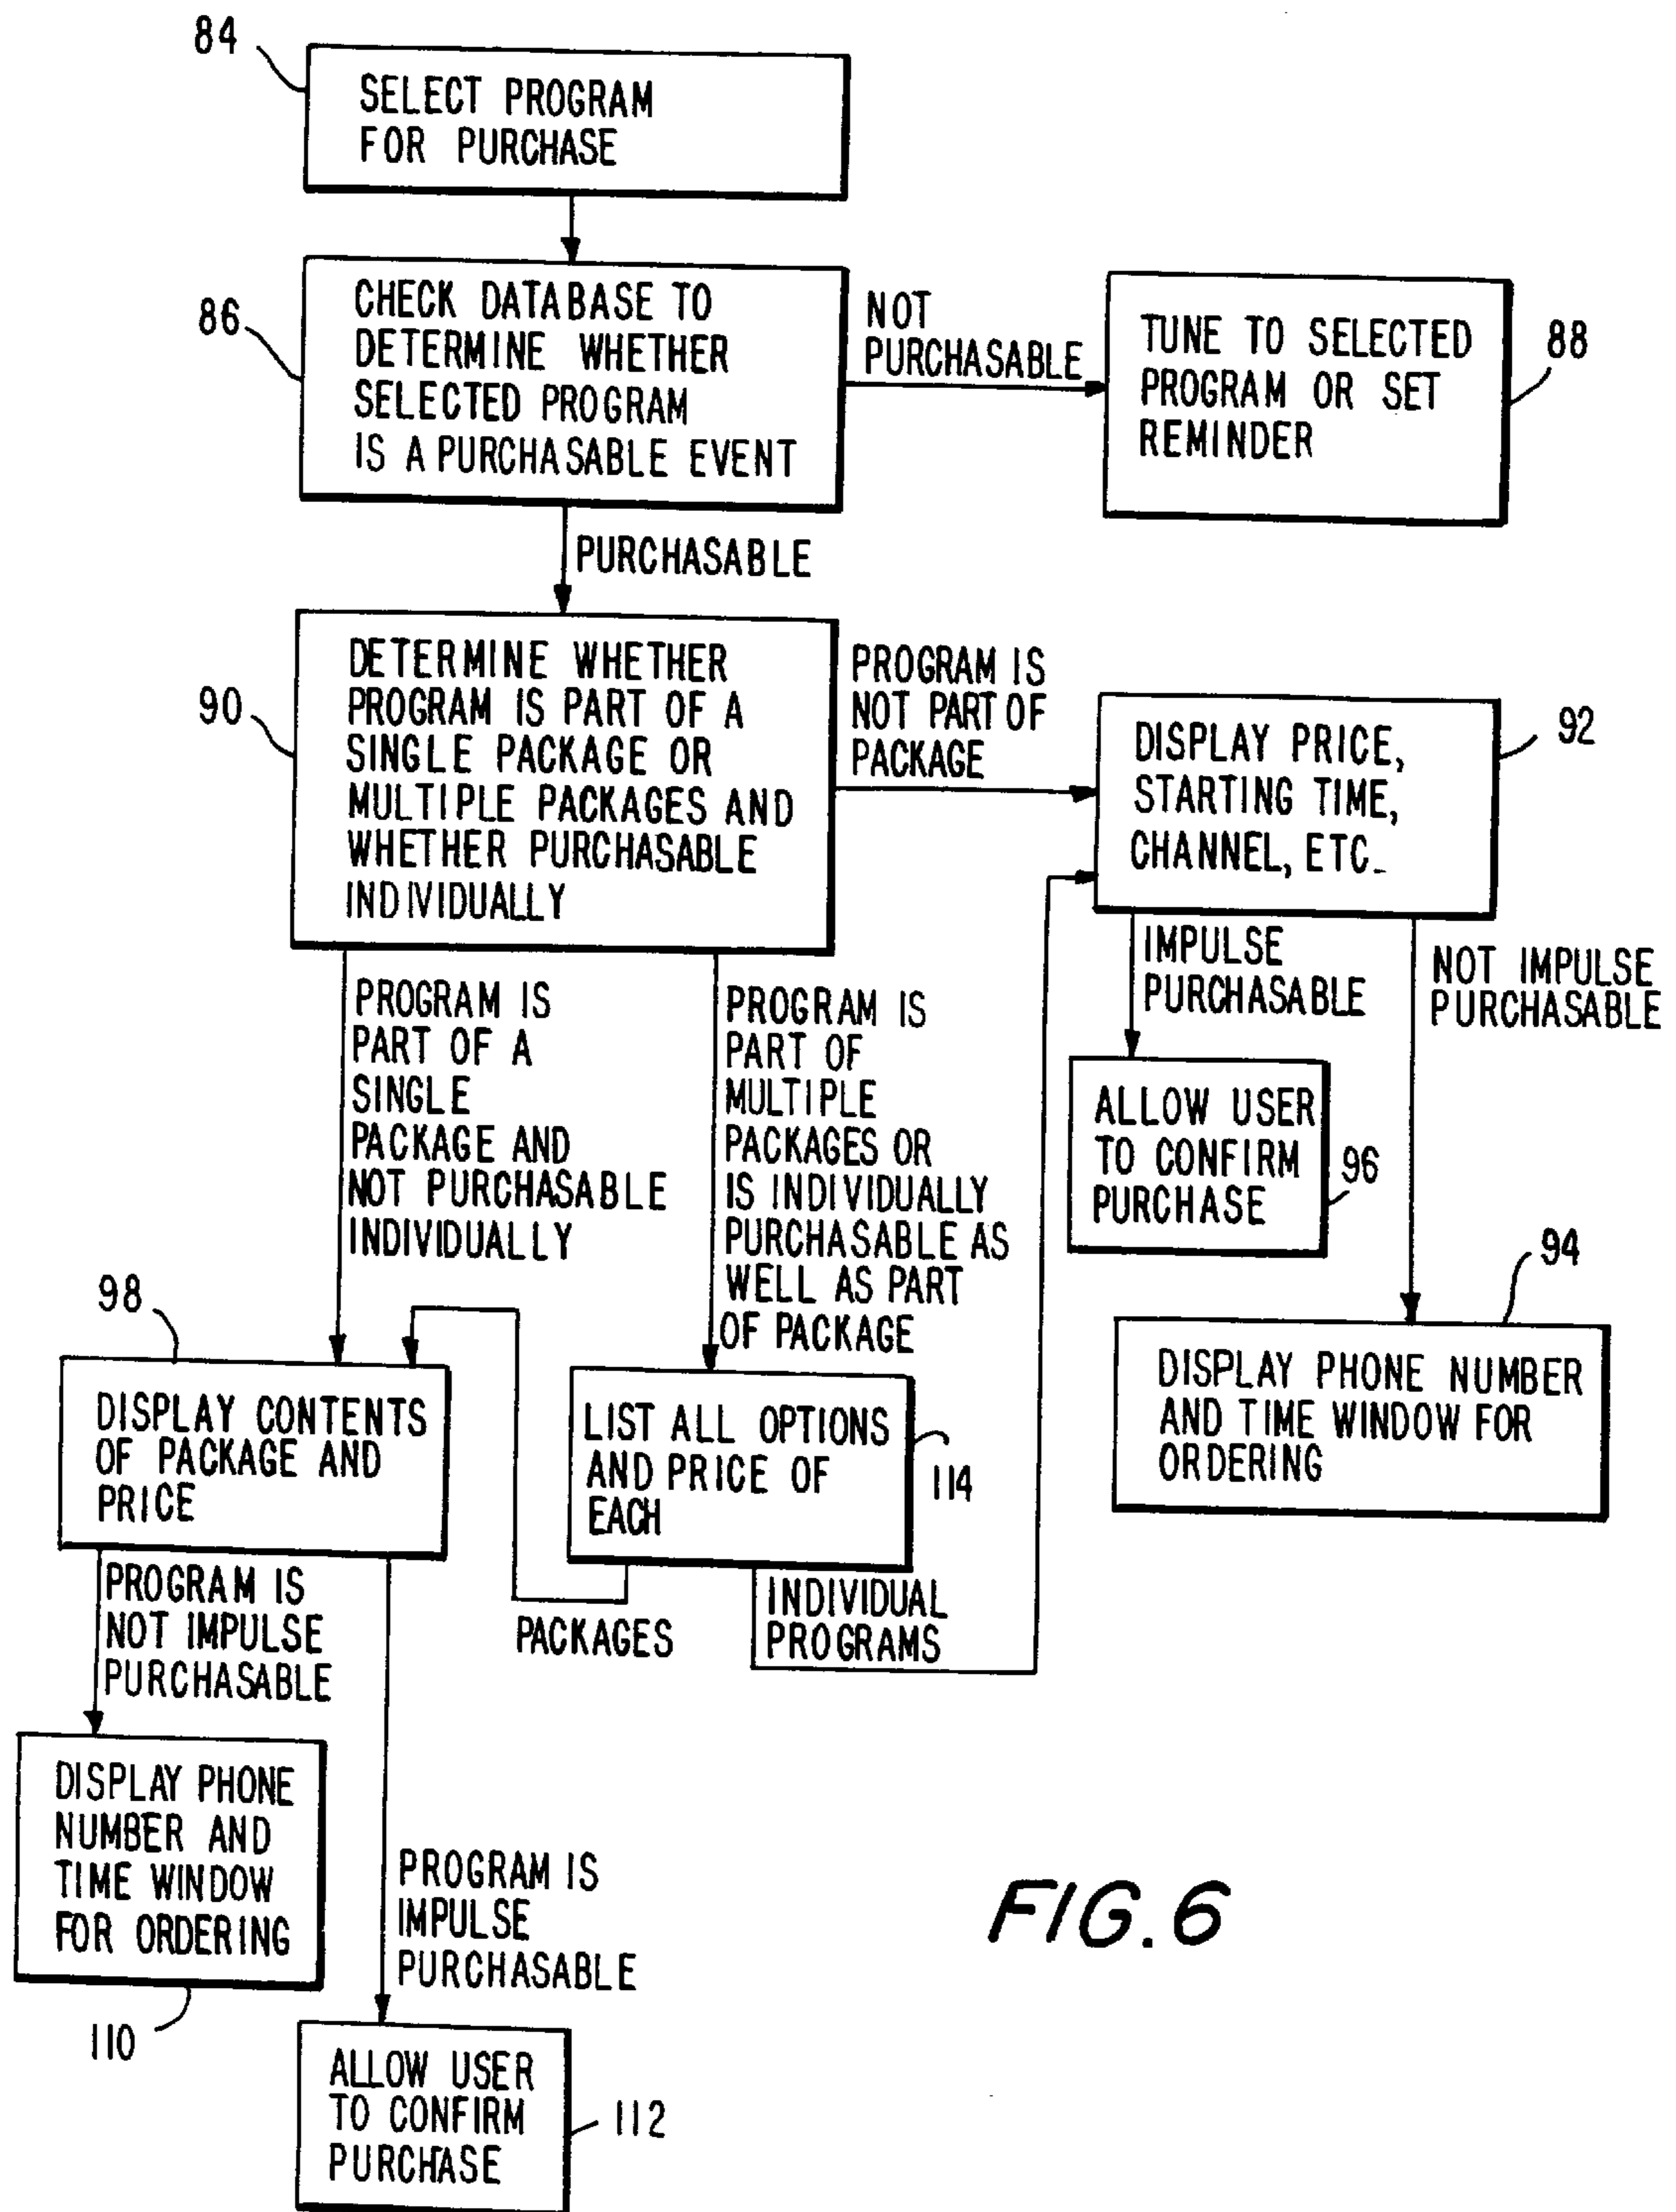 84
SELECT PROGRAM
FOR PURCHASE
86
CHECK DATABASE TO
DETERMINE WHETHER
SELECTED PROGRAM
IS A PURCHASABLE EVENT
NOT
PURCHASABLE
TUNE TO SELECTED
PROGRAM OR SET
REMINDER
88
PURCHASABLE
90
DETERMINE WHETHER
PROGRAM IS PART OF A
SINGLE PACKAGE OR
MULTIPLE PACKAGES AND
WHETHER PURCHASABLE
INDIVIDUALLY
PROGRAM IS
NOT PART OF
PACKAGE
DISPLAY PRICE,
STARTING TIME,
CHANNEL, ETC.
92
IMPULSE
PURCHASABLE
NOT IMPULSE
PURCHASABLE
ALLOW USER
TO CONFIRM
PURCHASE
96
94
DISPLAY PHONE NUMBER
AND TIME WINDOW FOR
ORDERING
PROGRAM IS
PART OF A
SINGLE
PACKAGE AND
NOT PURCHASABLE
INDIVIDUALLY
PROGRAM IS
PART OF
MULTIPLE
PACKAGES OR
IS INDIVIDUALLY
PURCHASABLE AS
WELL AS PART
OF PACKAGE
98
DISPLAY CONTENTS
OF PACKAGE AND
PRICE
LIST ALL OPTIONS
AND PRICE OF
EACH
114
PACKAGES
INDIVIDUAL
PROGRAMS
PROGRAM IS
NOT IMPULSE
PURCHASABLE
DISPLAY PHONE
NUMBER AND
TIME WINDOW
FOR ORDERING
110
PROGRAM IS
IMPULSE
PURCHASABLE
ALLOW USER
TO CONFIRM
PURCHASE
112
FIG. 6